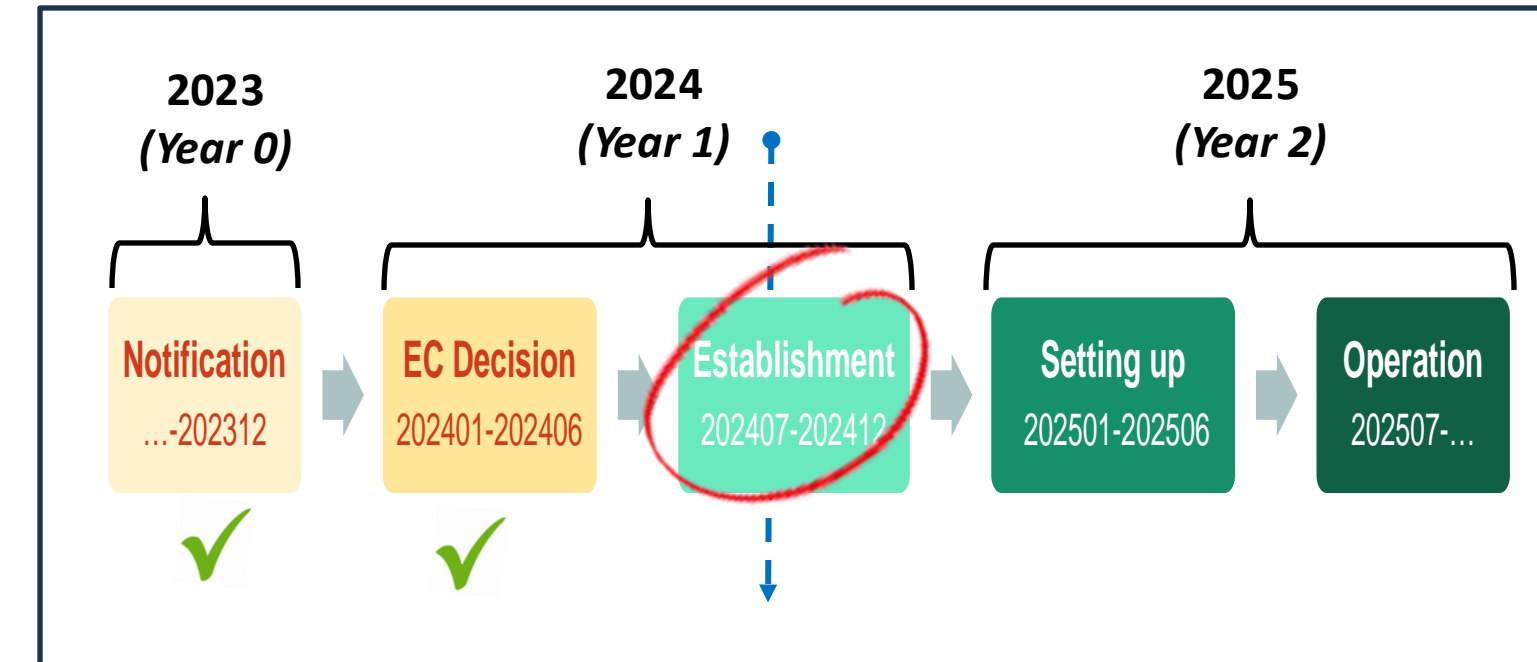 2023
(Year 0)
2024
(Year 1)
2025
(Year 2)
Notification
…-202312
EC Decision
202401-202406
Establishment
202407-202412
Setting up
202501-202506
Operation
202507-…